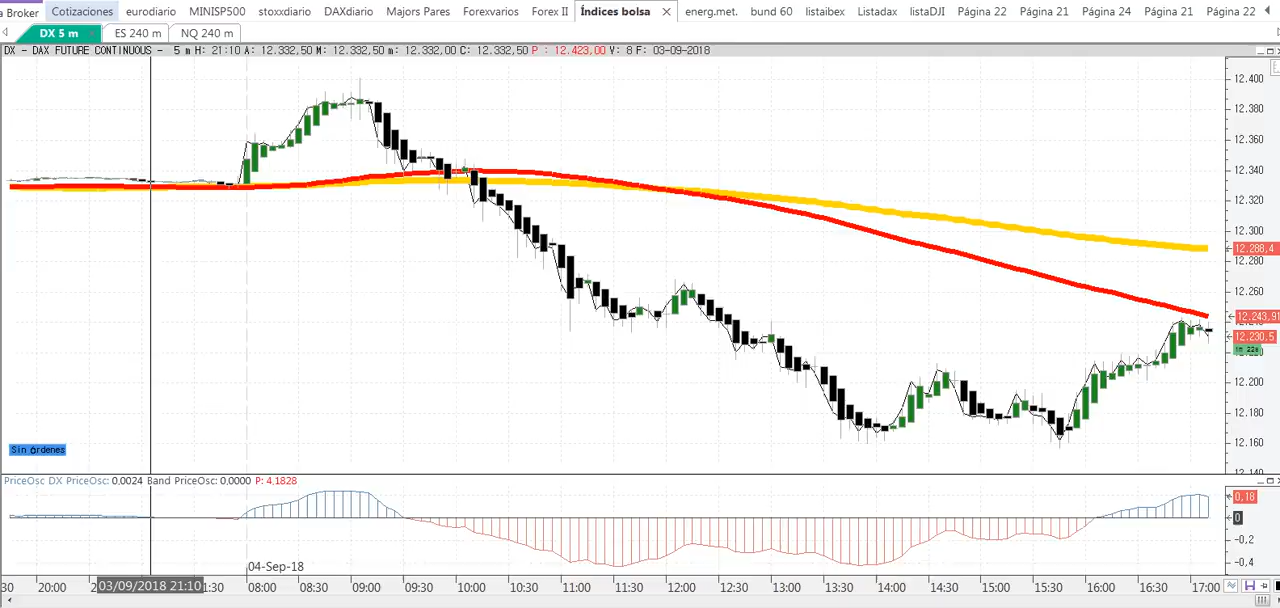 a Broker Cotizaciones eurodiario MINISP500 stoxxdiario DAXdiario Majors Pares Forexvarios Forex II Índices bolsa energ.met bund 60 listaibex Listadax listaDJI Página 22 Página 21 Página 24 Página 21 Página 22
DX 5 m ES 240 m NQ 240 m
DX - DAX FUTURE CONTINUOUS - 5 m H: 21:10 A: 12.332,50 M: 12.332,50 m: 12.332,00 C: 12.332,50 P : 12.423,00 V: 8 F: 03-09-2018
12.400
12.380
12.360
12.340
12.320
12.300
12.288,4
12.280
12.260
12.243,91
12.230,5
1m 22s
12.200
12.180
12.160
Sin órdenes
12.140
PriceOsc DX PriceOsc: 0,0024 Band PriceOsc: 0,0000 P: 4.1828
0,18
0
-0,2
-0,4
04-Sep-18
:30 20:00 03/09/2018 21:10 1:30 08:00 08:30 09:00 09:30 10:00 10:30 11:00 11:30 12:00 12:30 13:00 13:30 14:00 14:30 15:00 15:30 16:00 16:30 17:00